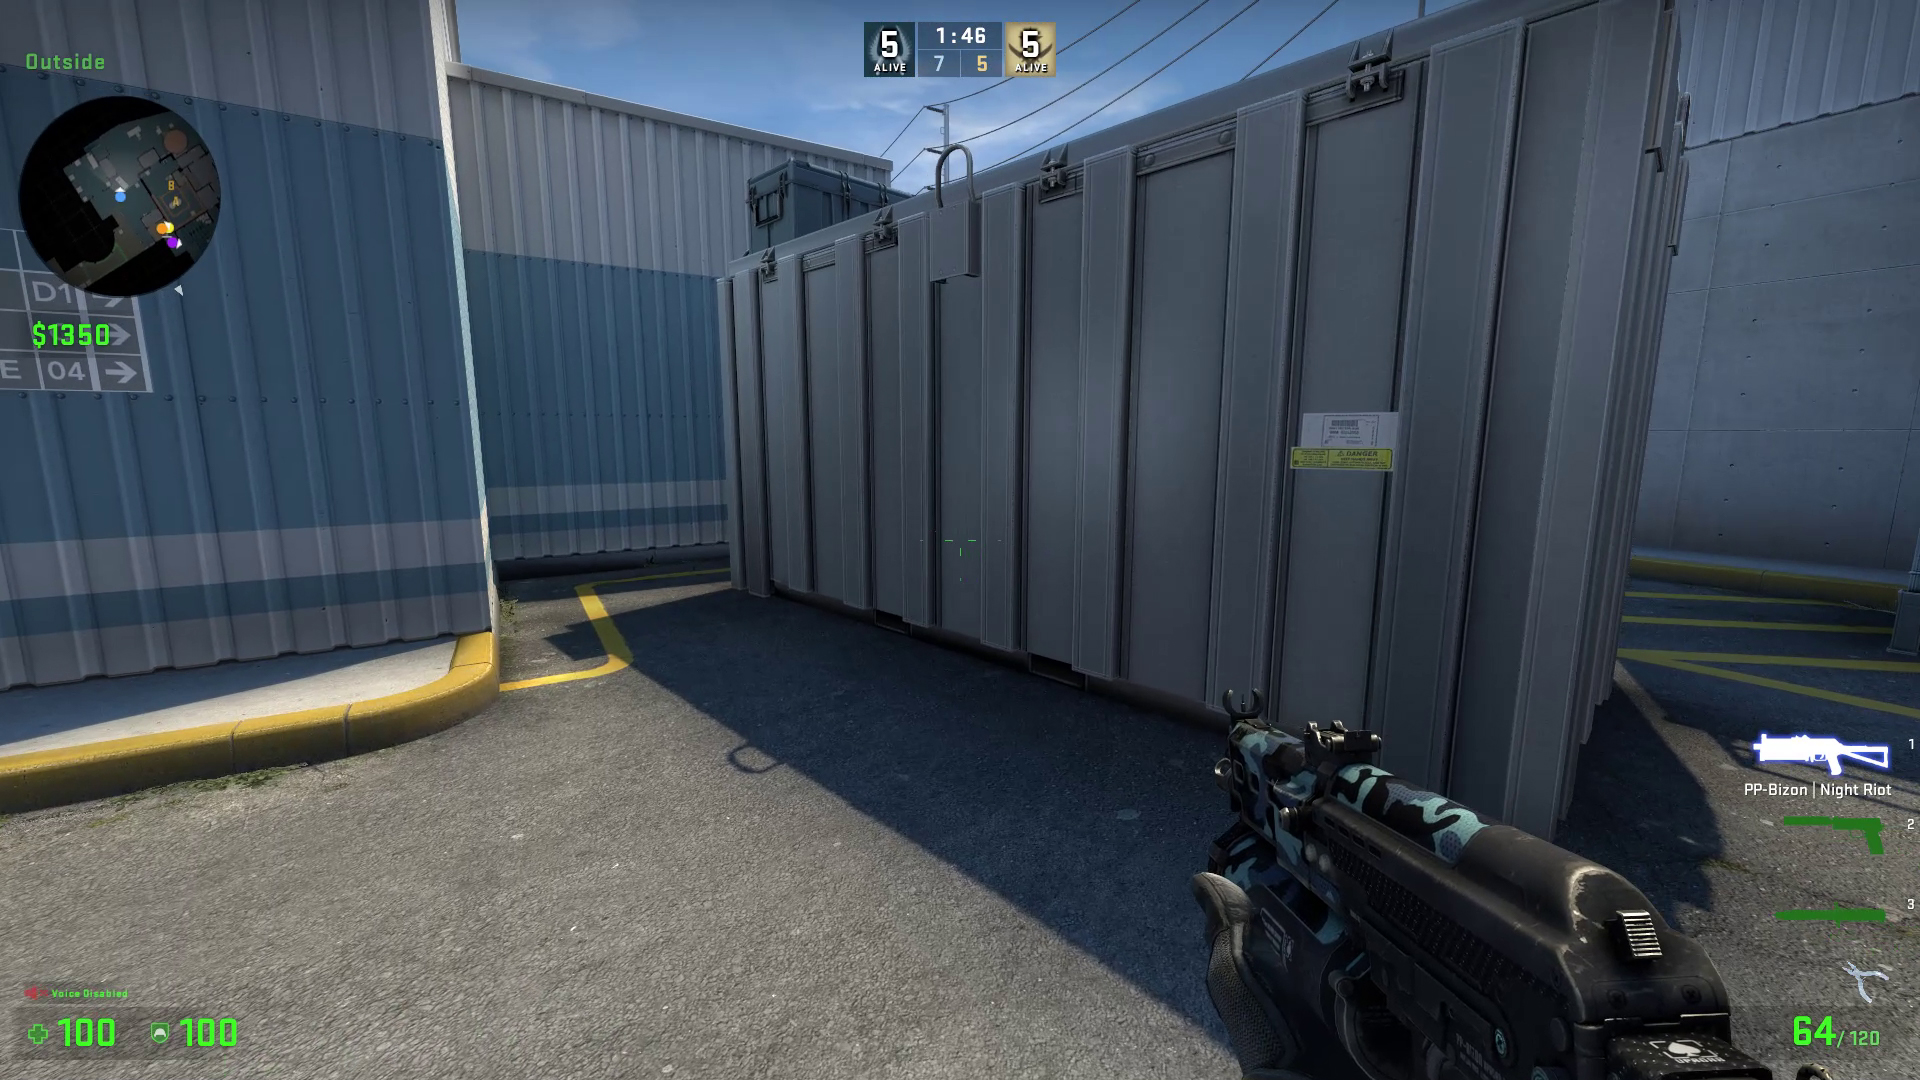 Outside
5
ALIVE
1:46
7
5
5
ALIVE
B
A
D1
$1350
E
04
DANGER
1
PP-Bizon | Night Riot
2
3
Voice Disabled
100
100
64/ 120